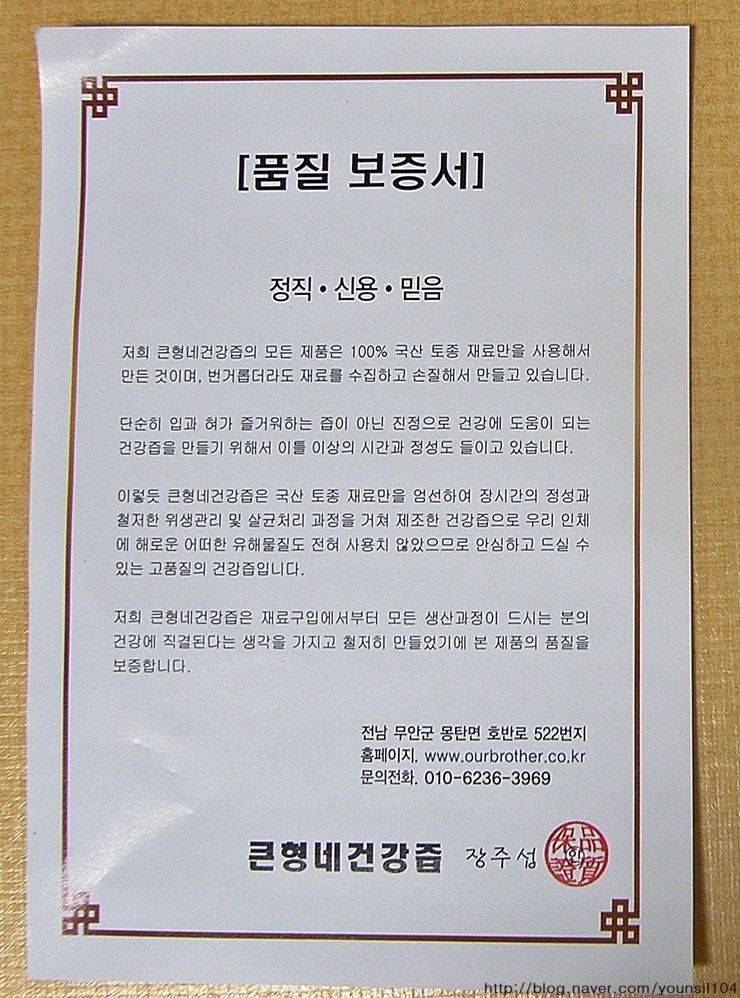 [품질 보증서]
정직 • 신용 • 믿음
저희 큰형네건강즙의 모든 제품은 100% 국산 토종 재료만을 사용해서
만든 것이며, 번거롭더라도 재료를 수집하고 손질해서 만들고 있습니다.
단순히 입과 혀가 즐거워하는 즙이 아닌 진정으로 건강에 도움이 되는
건강즙을 만들기 위해서 이틀 이상의 시간과 정성도 들이고 있습니다.
이렇듯 큰형네건강즙은 국산 토종 재료만을 엄선하여 장시간의 정성과
철저한 위생관리 및 살균처리 과정을 거쳐 제조한 건강즙으로 우리 인체
에 해로운 어떠한 유해물질도 전혀 사용치 않았으므로 안심하고 드실 수
있는 고품질의 건강즙입니다.
저희 큰형네건강즙은 재료구입에서부터 모든 생산과정이 드시는 분의
건강에 직결된다는 생각을 가지고 철저히 만들었기에 본 제품의 품질을
보증합니다.
전남 무안군 몽탄면 호반로 522번지
홈페이지. www.ourbrother.co.kr
문의전화. 010-6236-3969
큰형네건강즙 장주섬 品質保證
http://blog.naver.com/younsil104